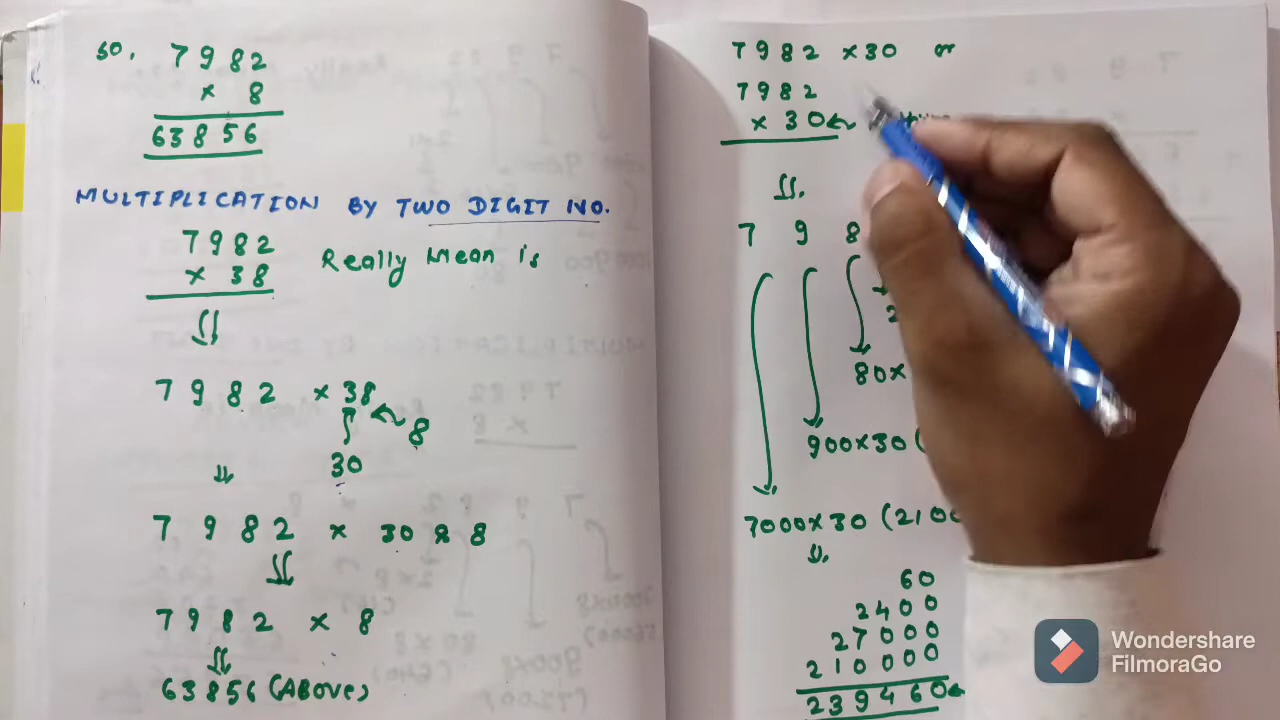 SO, 7982
× 8
63856
MULTIPLICATION BY TWO DIGIT NO.
7982
× 38
Really Mean is
7982 × 38
8
30
7982 × 30 & 8
7982 × 8
63856 (ABOVE)
7982 × 30 or
7982
× 30
7 9 8
80×
900×30 (
7000×30 (2100
60
2400
27000
210000
239460
Wondershare
FilmoraGo